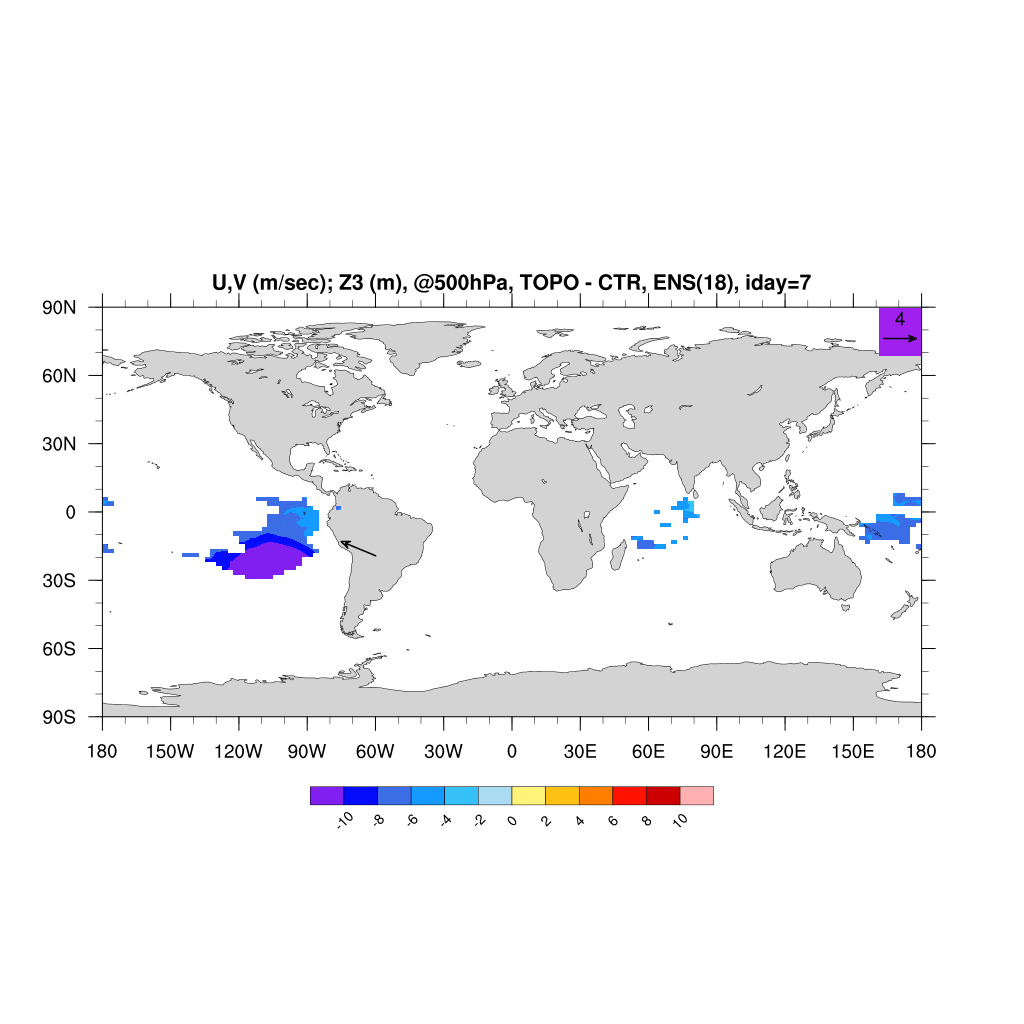 U,V (m/sec); Z3 (m), @500hPa, TOPO - CTR, ENS(18), iday=7
4
90N
60N
30N
0
30S
60S
90S
180 150W 120W 90W 60W 30W 0 30E 60E 90E 120E 150E 180
-10 -8 -6 -4 -2 0 2 4 6 8 10